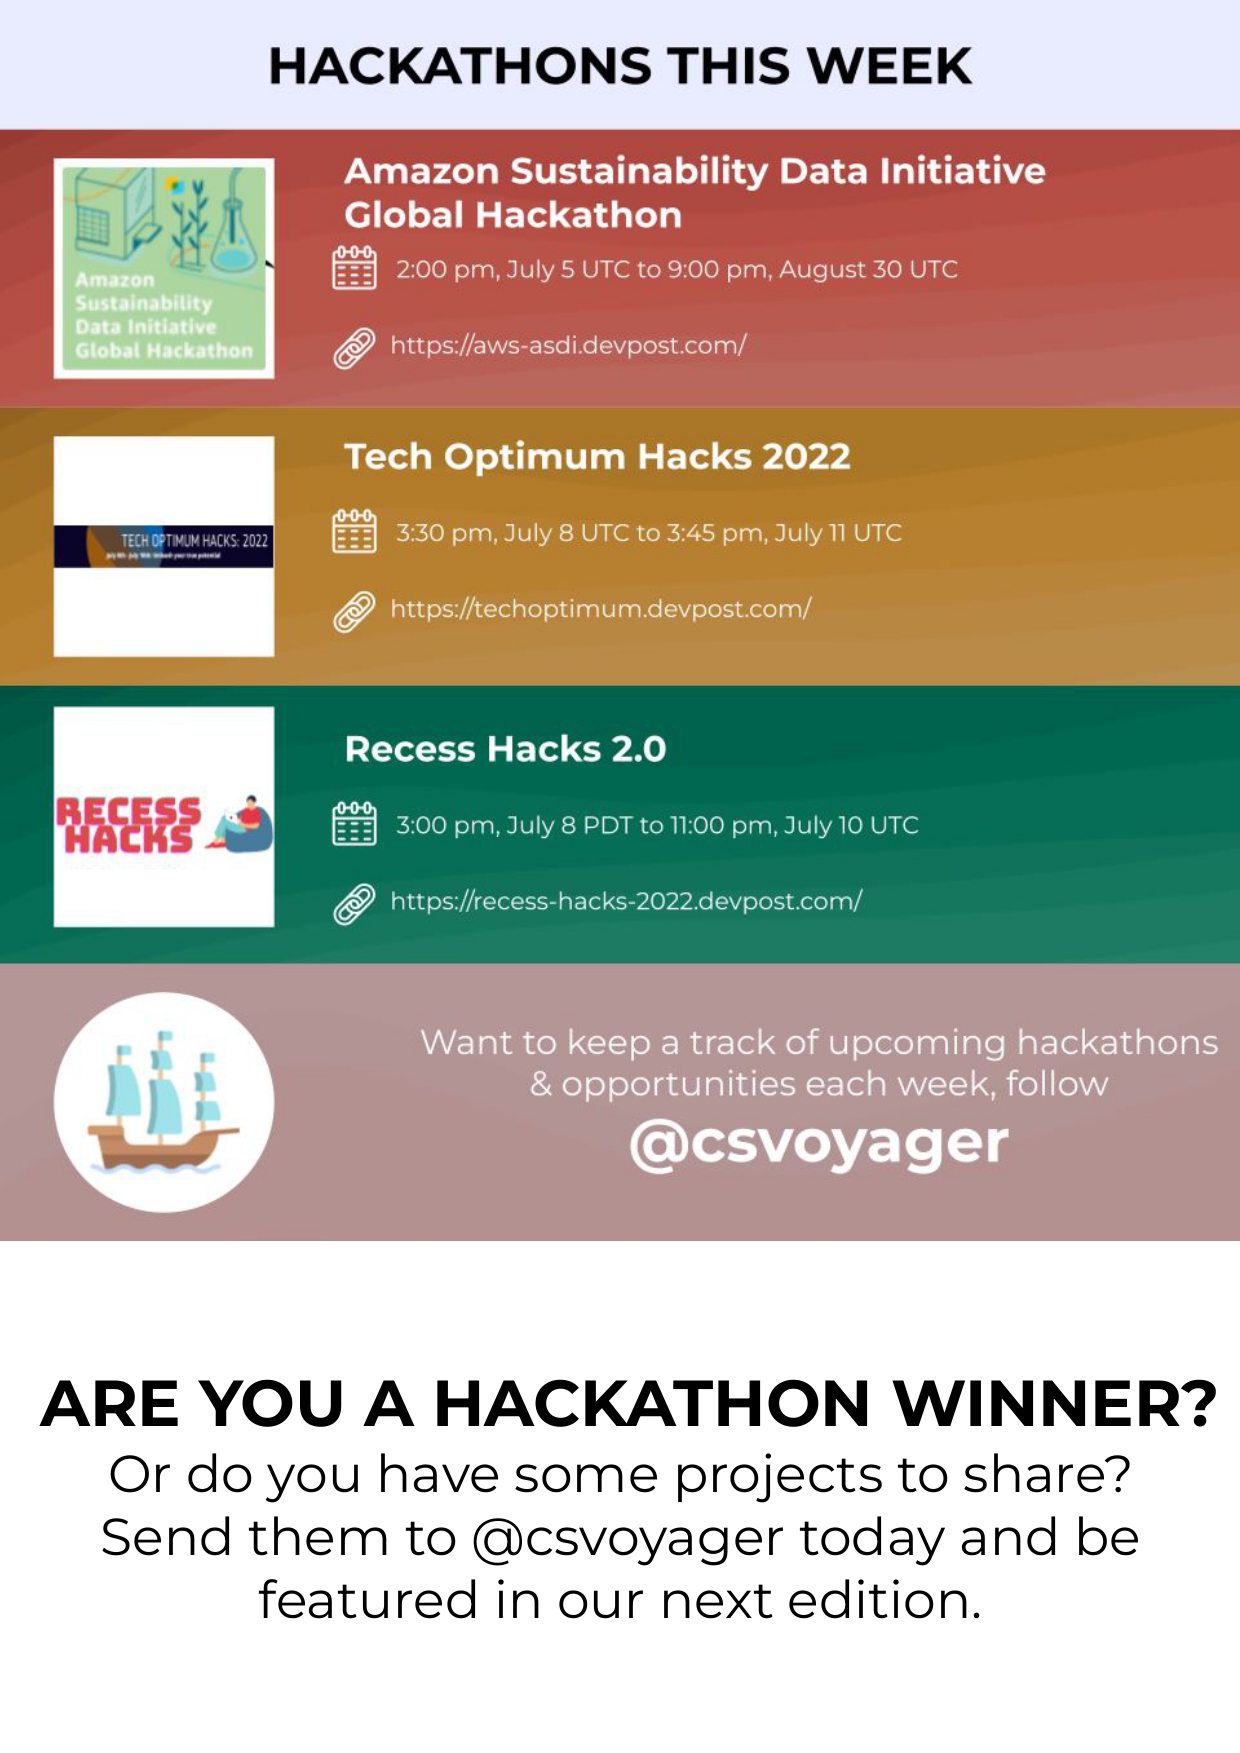 HACKATHONS THIS WEEK
Amazon
Sustainability
Data Initiative
Global Hackathon
Amazon Sustainability Data Initiative
Global Hackathon
2:00 pm, July 5 UTC to 9:00 pm, August 30 UTC
https://aws-asdi.devpost.com/
TECH OPTIMUM HACKS: 2022
Unleash your true potential
Tech Optimum Hacks 2022
3:30 pm, July 8 UTC to 3:45 pm, July 11 UTC
https://techoptimum.devpost.com/
RECESS
HACKS
Recess Hacks 2.0
3:00 pm, July 8 PDT to 11:00 pm, July 10 UTC
https://recess-hacks-2022.devpost.com/
Want to keep a track of upcoming hackathons
& opportunities each week, follow
@csvoyager
ARE YOU A HACKATHON WINNER?
Or do you have some projects to share?
Send them to @csvoyager today and be
featured in our next edition.